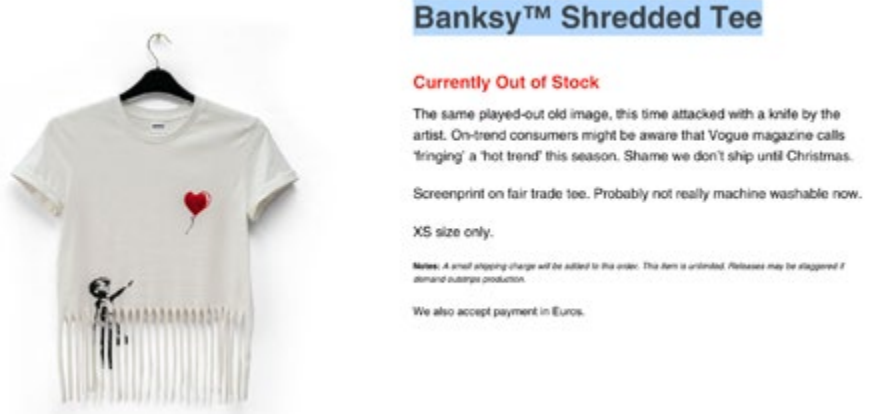 Banksy™ Shredded Tee
Currently Out of Stock
The same played-out old image, this time attacked with a knife by the
artist. On-trend consumers might be aware that Vogue magazine calls
'fringing' a 'hot trend' this season. Shame we don't ship until Christmas.
Screenprint on fair trade tee. Probably not really machine washable now.
XS size only.
Notes: A small shipping charge will be added to this order. This item is unlimited. Releases may be staggered if
demand outstrips production.
We also accept payment in Euros.